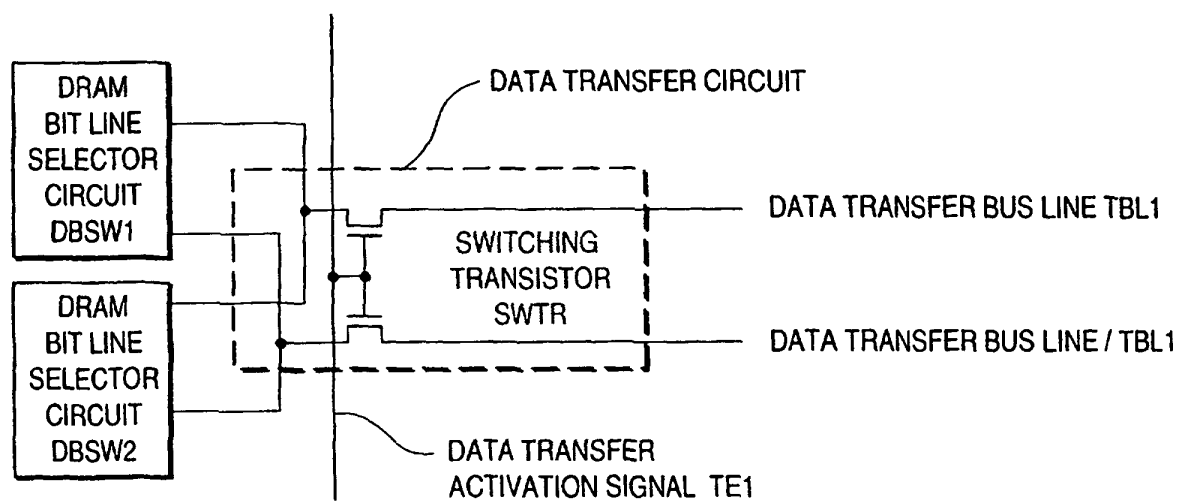 DRAM
BIT LINE
SELECTOR
CIRCUIT
DBSW1
DATA TRANSFER CIRCUIT
DATA TRANSFER BUS LINE TBL1
SWITCHING
TRANSISTOR
SWTR
DRAM
BIT LINE
SELECTOR
CIRCUIT
DBSW2
DATA TRANSFER BUS LINE / TBL1
DATA TRANSFER
ACTIVATION SIGNAL TE1